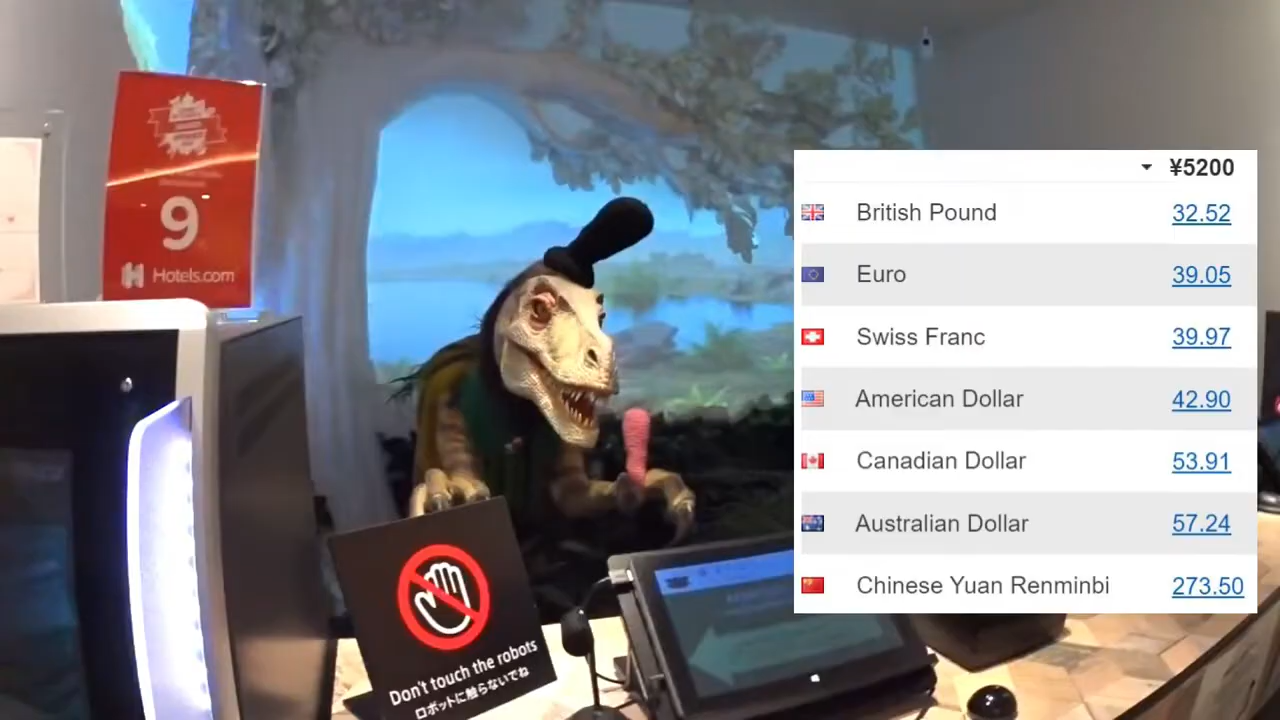 9
Hotels.com
Don't touch the robots
ロボットに触らないでね
¥5200
British Pound 32.52
Euro 39.05
Swiss Franc 39.97
American Dollar 42.90
Canadian Dollar 53.91
Australian Dollar 57.24
Chinese Yuan Renminbi 273.50